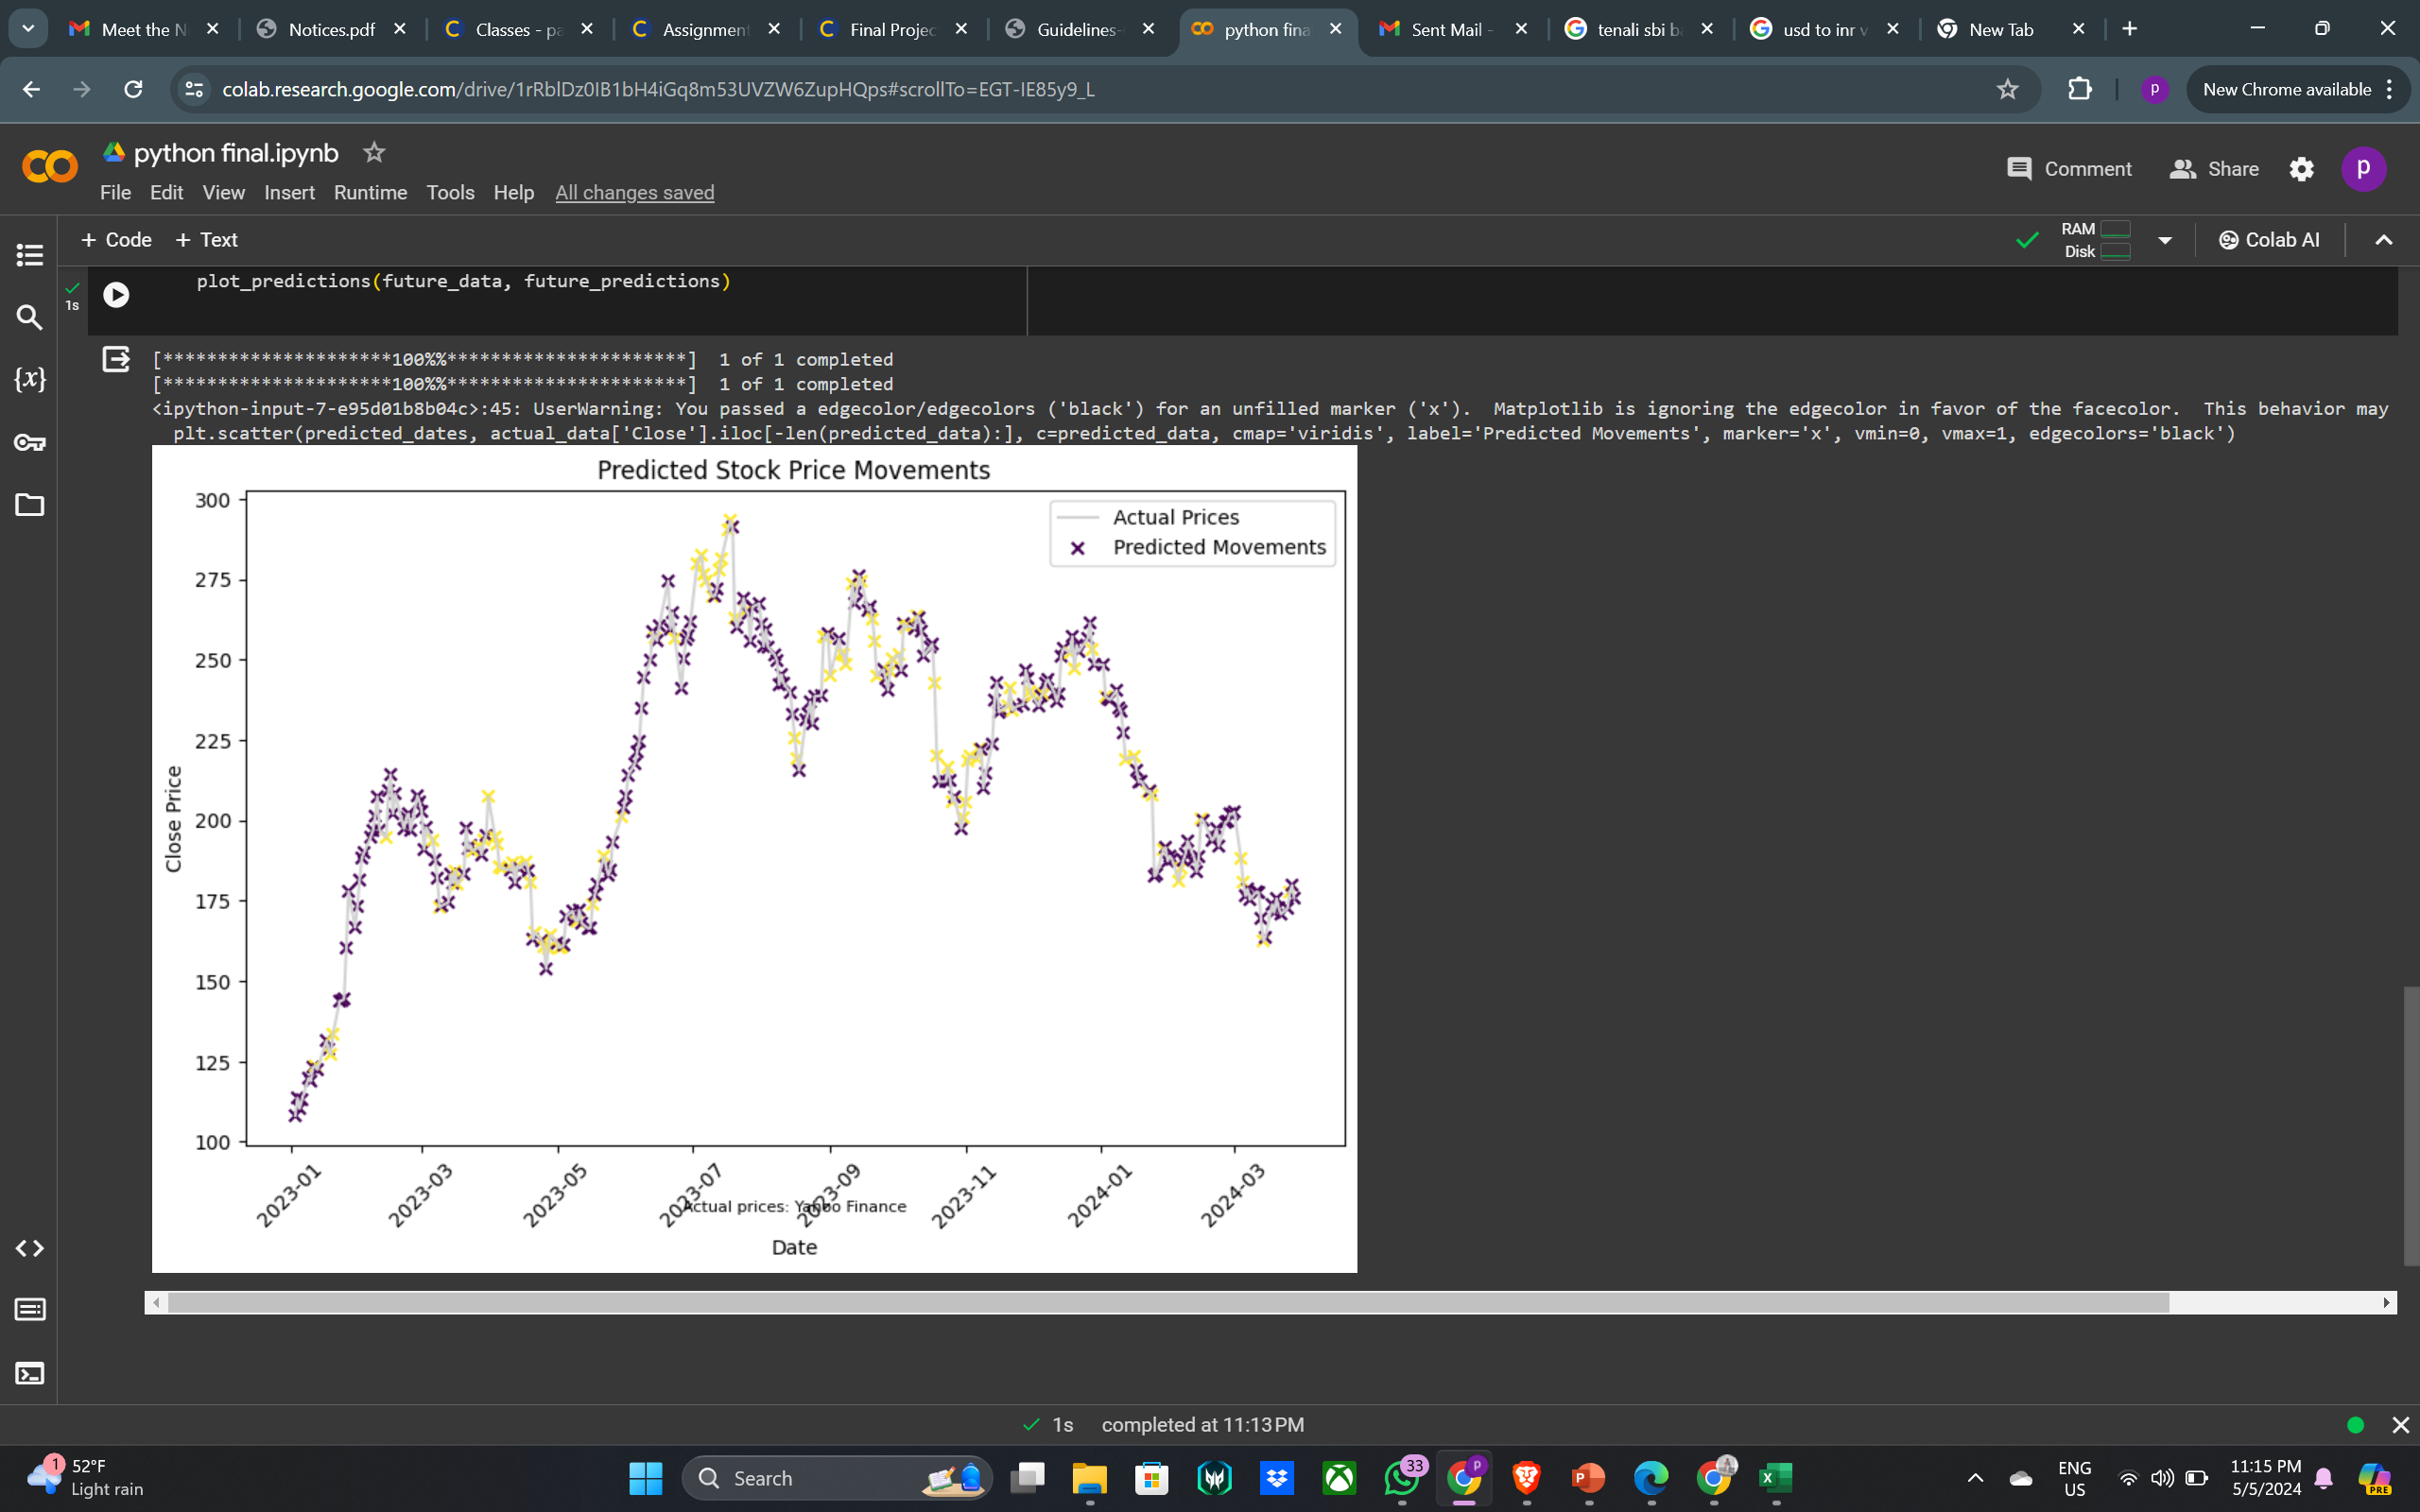 Meet the N
Notices.pdf
Classes - pa
Assignment
Final Projec
Guidelines-
python fina
Sent Mail -
tenali sbi b
usd to inr v
New Tab
colab.research.google.com/drive/1rRblDz0IB1bH4iGq8m53UVZW6ZupHQps#scrollTo=EGT-IE85y9_L
p
New Chrome available
python final.ipynb
Comment
Share
p
File Edit View Insert Runtime Tools Help All changes saved
+ Code + Text
RAM
Disk
Colab AI
{x}
1s
plot_predictions(future_data, future_predictions)
[*********************100%%**********************]  1 of 1 completed
[*********************100%%**********************]  1 of 1 completed
<ipython-input-7-e95d01b8b04c>:45: UserWarning: You passed a edgecolor/edgecolors ('black') for an unfilled marker ('x').  Matplotlib is ignoring the edgecolor in favor of the facecolor.  This behavior may
plt.scatter(predicted_dates, actual_data['Close'].iloc[-len(predicted_data):], c=predicted_data, cmap='viridis', label='Predicted Movements', marker='x', vmin=0, vmax=1, edgecolors='black')
Predicted Stock Price Movements
Actual Prices
Predicted Movements
Close Price
300
275
250
225
200
175
150
125
100
2023-01
2023-03
2023-05
2023-07
2023-09
2023-11
2024-01
2024-03
Actual prices: Yahoo Finance
Date
1s completed at 11:13 PM
1
52°F
Light rain
Search
33
p
P
X
ENG
US
11:15 PM
5/5/2024
PRE